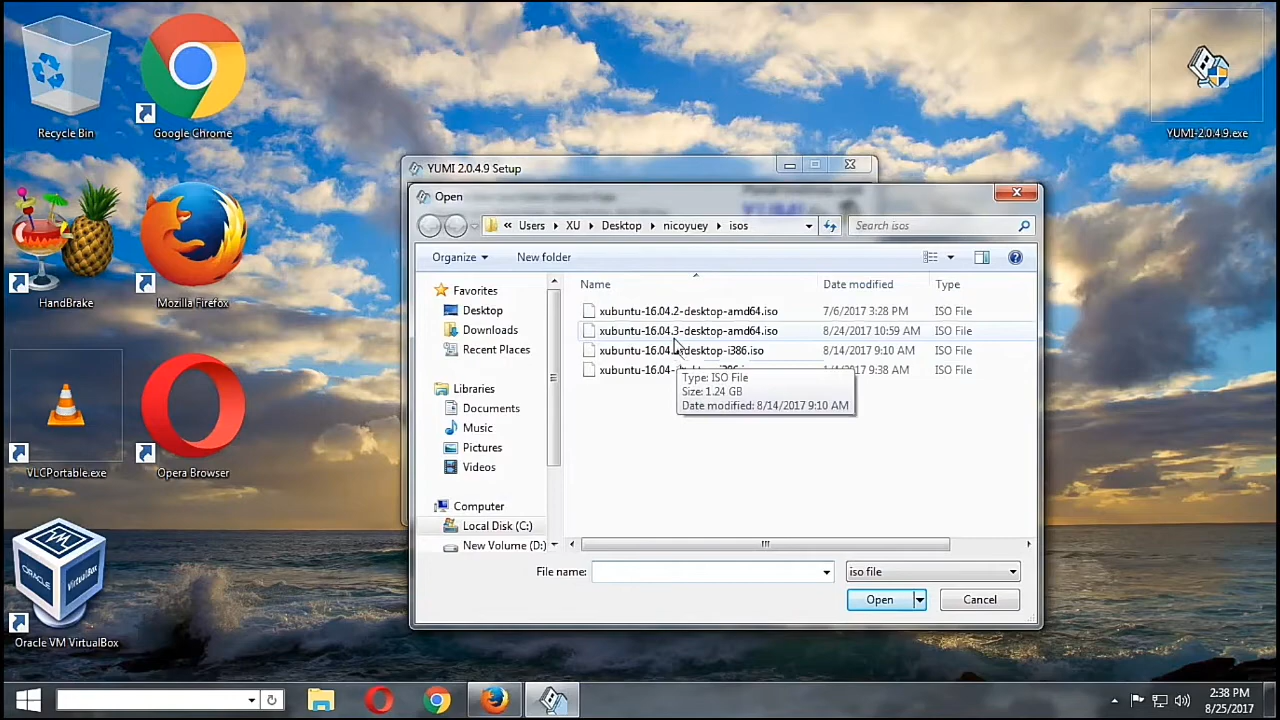 Recycle Bin
Google Chrome
YUMI-2.0.4.9.exe
HandBrake
Mozilla Firefox
VLCPortable.exe
Opera Browser
ORACLE VM
VirtualBox
Oracle VM VirtualBox
YUMI 2.0.4.9 Setup
Open
« Users Desktop XU nicoyuey isos
Search isos
Organize New folder
Favorites
Desktop
Downloads
Recent Places
Libraries
Documents
Music
Pictures
Videos
Computer
Local Disk (C:)
New Volume (D:)
Name Date modified Type
xubuntu-16.04.2-desktop-amd64.iso 7/6/2017 3:28 PM ISO File
xubuntu-16.04.3-desktop-amd64.iso 8/24/2017 10:59 AM ISO File
xubuntu-16.04. desktop-i386.iso 8/14/2017 9:10 AM ISO File
xubuntu-16.04- 9:38 AM ISO File
Type: ISO File
Size: 1.24 GB
Date modified: 8/14/2017 9:10 AM
File name: iso file
Open Cancel
2:38 PM
8/25/2017